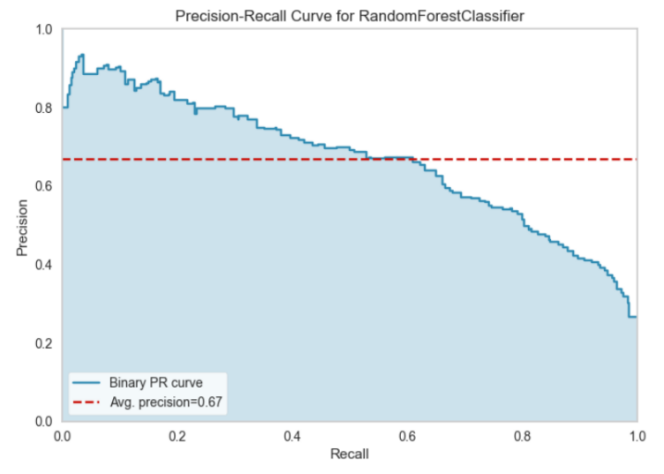 Precision-Recall Curve for RandomForestClassifier
1.0
0.8
0.6
0.4
0.2
0.0
Precision
Binary PR curve
Avg. precision=0.67
0.0 0.2 0.4 0.6 0.8 1.0
Recall